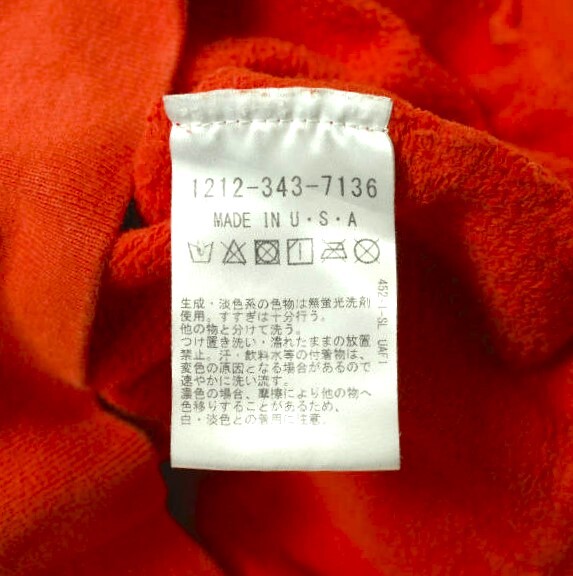 1212-343-7136
MADE IN U・S・A
生成・淡色系の色物は無蛍光洗剤
使用。すすぎは十分行う。
他の物と分けて洗う。
つけ置き洗い・濡れたままの放置
禁止。汗・飲料水等の付着物は、
変色の原因となる場合があるので
速やかに洗い流す。
濃色の場合、摩擦により他の物へ
色移りすることがあるため、
白・淡色との着用に注意.
452-I-SL UAF1